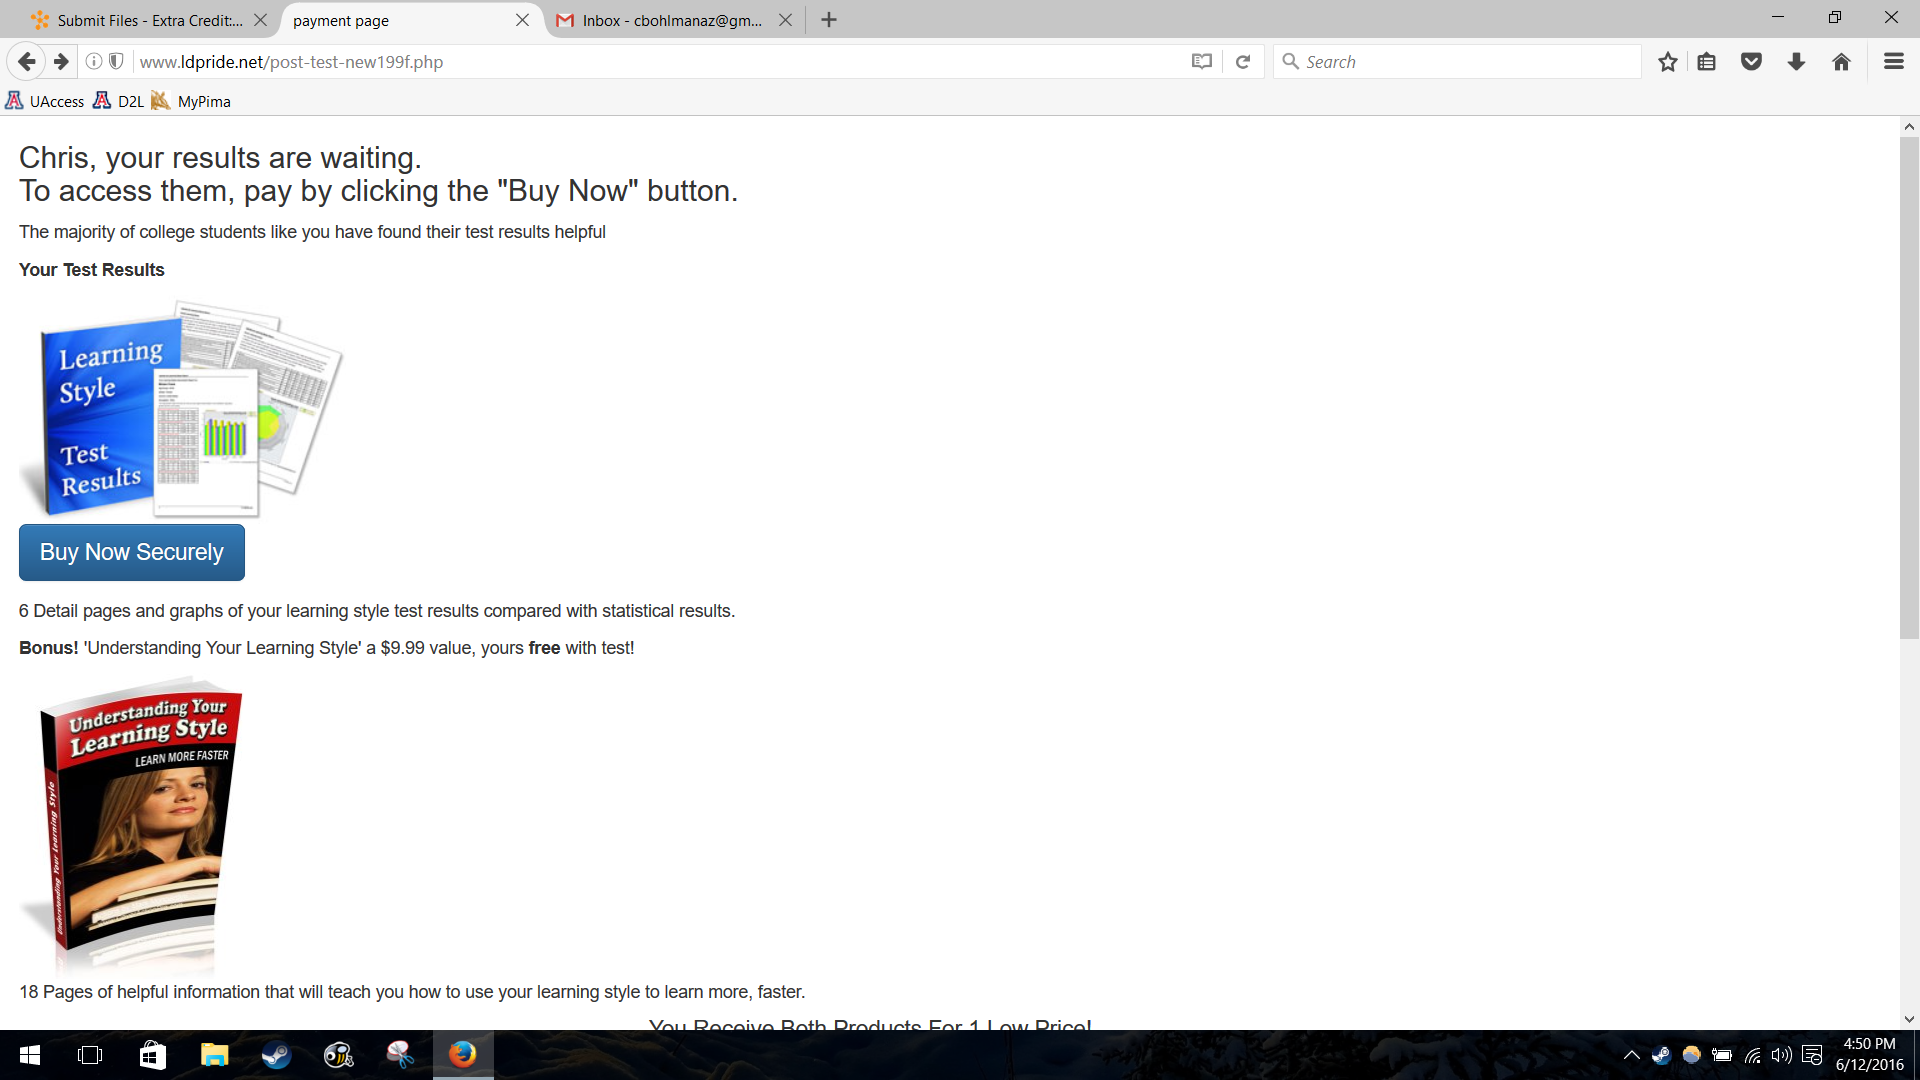 Submit Files - Extra Credit:...
payment page
Inbox - cbohlmanaz@gm...
www.ldpride.net/post-test-new199f.php
Search
UAccess
D2L
MyPima
Chris, your results are waiting.
To access them, pay by clicking the "Buy Now" button.
The majority of college students like you have found their test results helpful
Your Test Results
Learning
Style
Test
Results
Buy Now Securely
6 Detail pages and graphs of your learning style test results compared with statistical results.
Bonus! 'Understanding Your Learning Style' a $9.99 value, yours free with test!
Understanding Your
Learning Style
LEARN MORE FASTER
Understanding Your Learning Style
18 Pages of helpful information that will teach you how to use your learning style to learn more, faster.
You Receive Both Products For 1 Low Price!
4:50 PM
6/12/2016